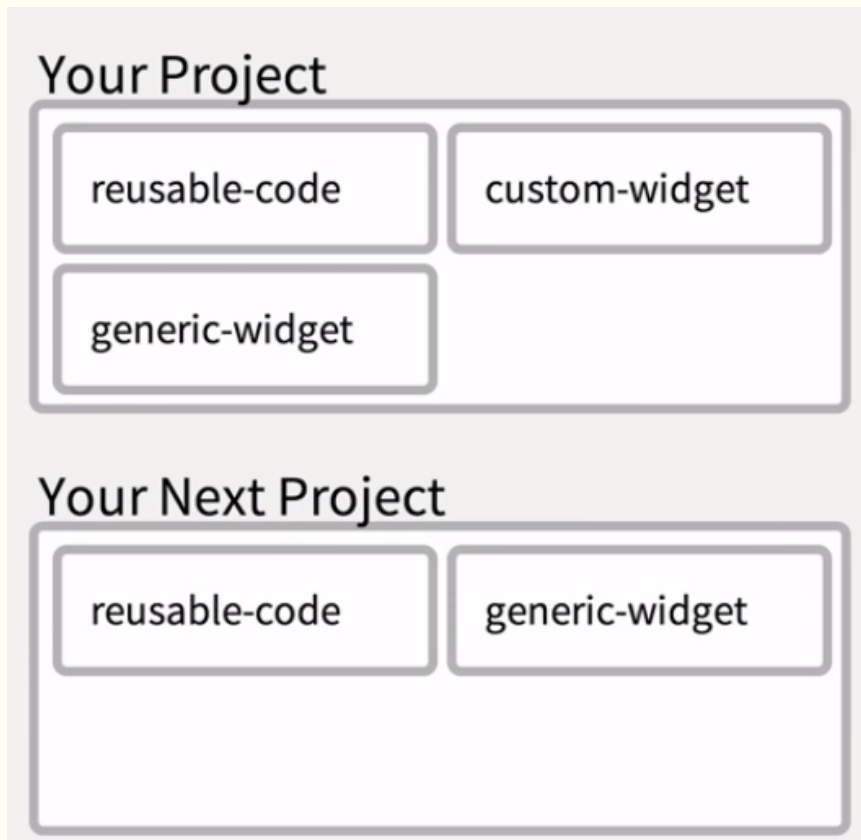 Your Project
reusable-code custom-widget
generic-widget
Your Next Project
reusable-code generic-widget